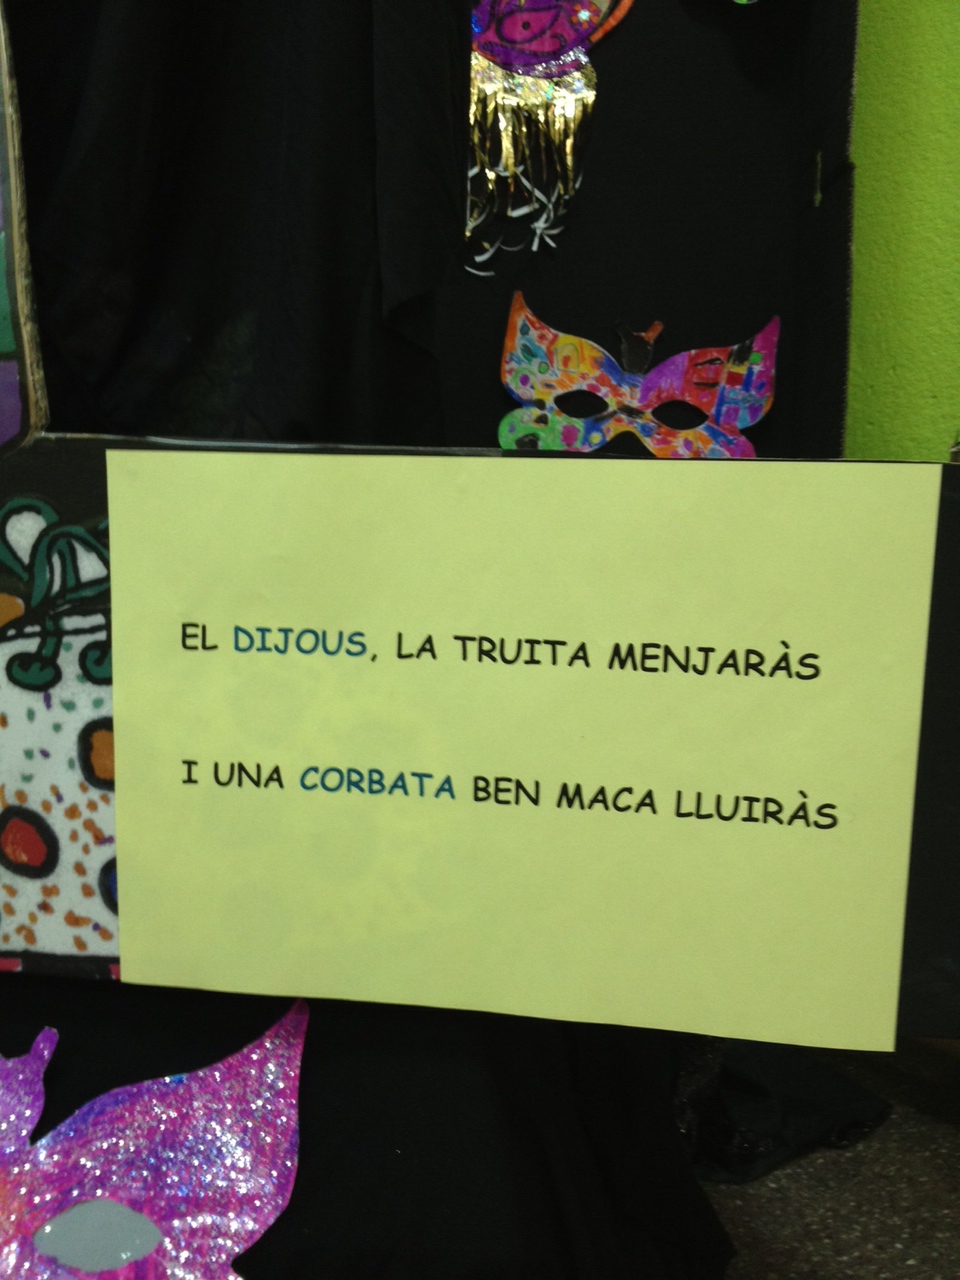 EL DIJOUS, LA TRUITA MENJARÀS
I UNA CORBATA BEN MACA LLUIRÀS